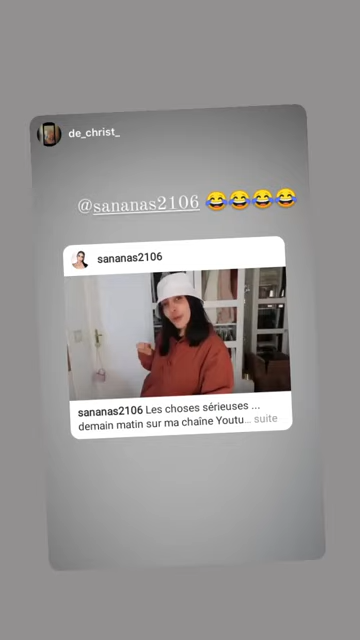 de_christ_
@sananas2106 😂😂😂😂
sananas2106
sananas2106 Les choses sérieuses ...
demain matin sur ma chaîne Youtu... suite